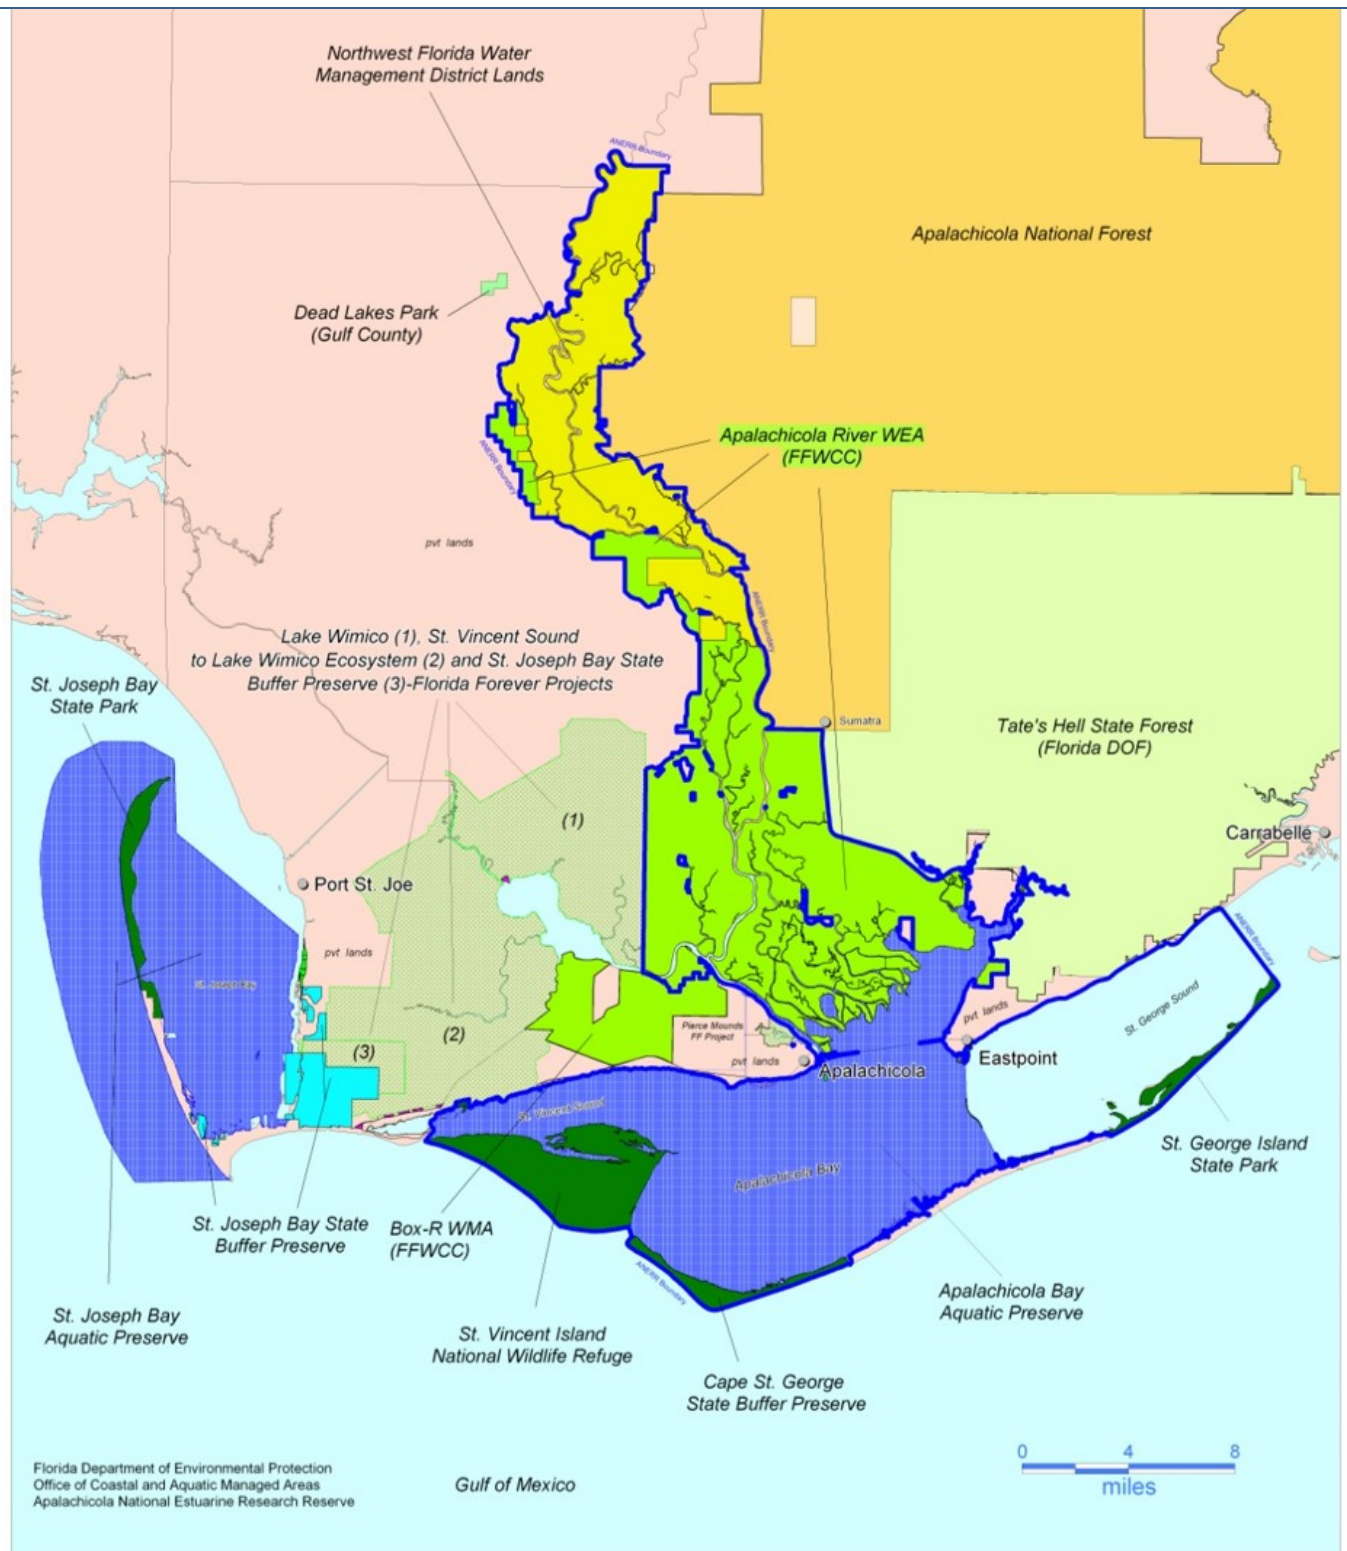 Northwest Florida Water
Management District Lands
ANERR Boundary
Apalachicola National Forest
Dead Lakes Park
(Gulf County)
Apalachicola River WEA
(FFWCC)
ANERR Boundary
pvt lands
ANERR Boundary
Lake Wimico (1), St. Vincent Sound
to Lake Wimico Ecosystem (2) and St. Joseph Bay State
Buffer Preserve (3)-Florida Forever Projects
St. Joseph Bay
State Park
Sumatra
Tate's Hell State Forest
(Florida DOF)
(1)
Carrabelle
Port St. Joe
pvt lands
ANERR Boundary
St. Joseph Bay
St. George Sound
pvt lands
(2)
(3)
Pierce Mounds
FF Project
pvt lands
Apalachicola
Eastpoint
St. Vincent Sound
St. George Island
State Park
Apalachicola Bay
St. Joseph Bay State
Buffer Preserve
Box-R WMA
(FFWCC)
ANERR Boundary
Apalachicola Bay
Aquatic Preserve
St. Joseph Bay
Aquatic Preserve
St. Vincent Island
National Wildlife Refuge
Cape St. George
State Buffer Preserve
0 4 8
miles
Florida Department of Environmental Protection
Office of Coastal and Aquatic Managed Areas
Apalachicola National Estuarine Research Reserve
Gulf of Mexico